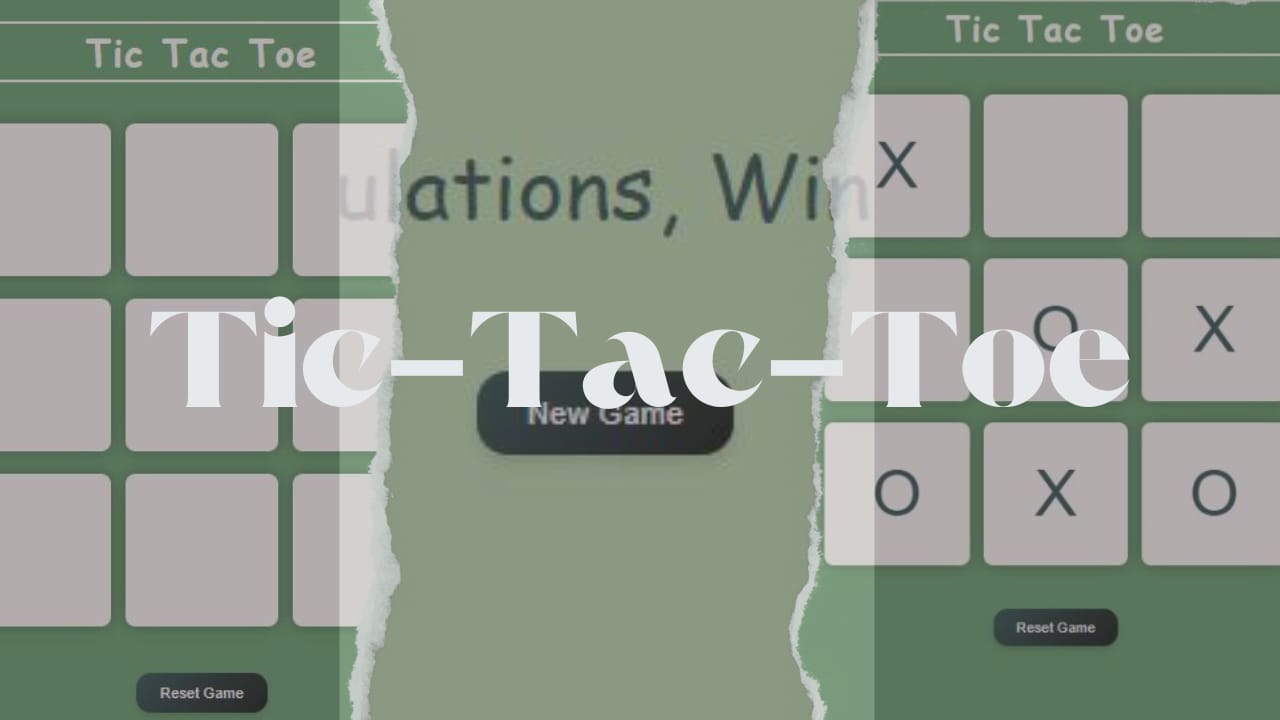 Tic Tac Toe
Tic Tac Toe
ulations, Win
X
O X
O X O
Tic-Tac-Toe
New Game
Reset Game
Reset Game